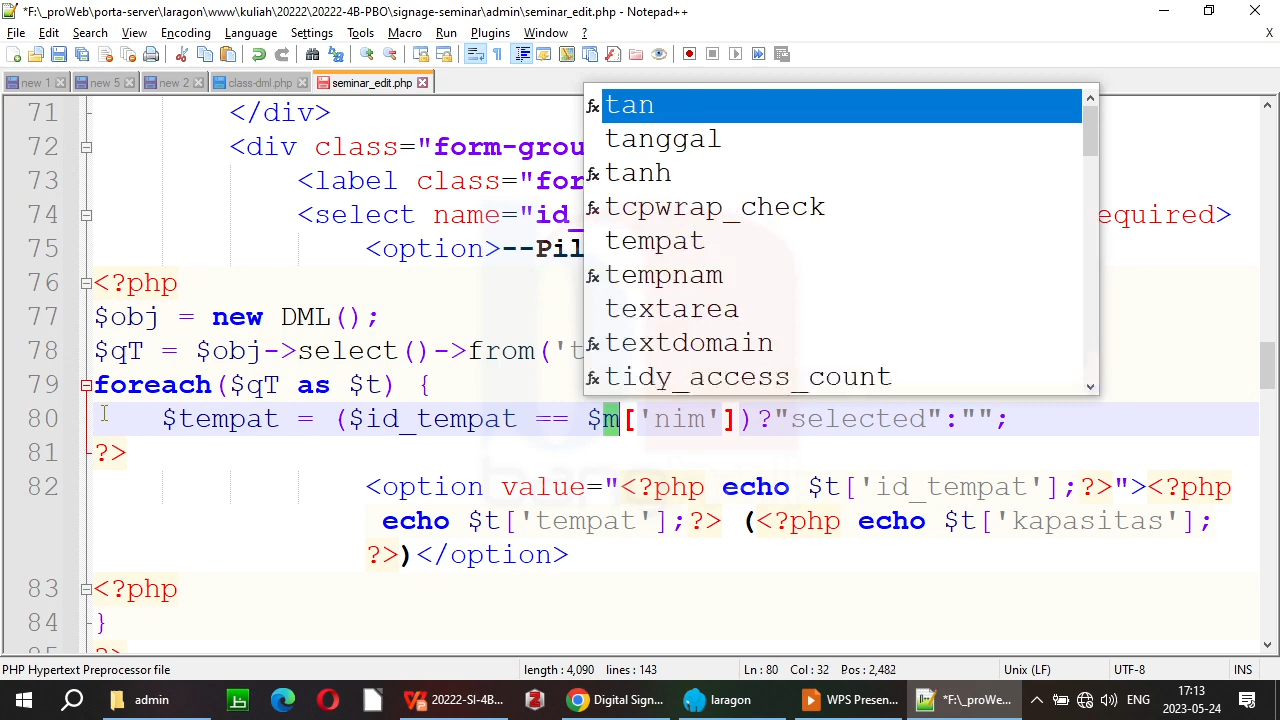 *F:\_proWeb\porta-server\laragon\www\kuliah\20222\20222-4B-PBO\signage-seminar\admin\seminar_edit.php - Notepad++
File Edit Search View Encoding Language Settings Tools Macro Run Plugins Window ? X
new 1 new 5 new 2 class-dml.php seminar_edit.php
71 </div>
72 <div class="form-grou
73 <label class="for
74 <select name="id_ equired>
75 <option>--Pil
76 <?php
77 $obj = new DML();
78 $qT = $obj->select()->from('t
79 foreach($qT as $t) {
80 $tempat = ($id_tempat == $m['nim'])?"selected":"";
81 ?>
82 <option value="<?php echo $t['id_tempat'];?>"><?php
echo $t['tempat'];?> (<?php echo $t['kapasitas'];
?>)</option>
83 <?php
84 }
tan
tanggal
tanh
tcpwrap_check
tempat
tempnam
textarea
textdomain
tidy_access_count
PHP Hypertext Preprocessor file length : 4,090 lines : 143 Ln : 80 Col : 32 Pos : 2,482 Unix (LF) UTF-8 INS
admin 20222-SI-4B... Digital Sign... laragon WPS Presen... *F:\_proWe... ENG 17:13
2023-05-24